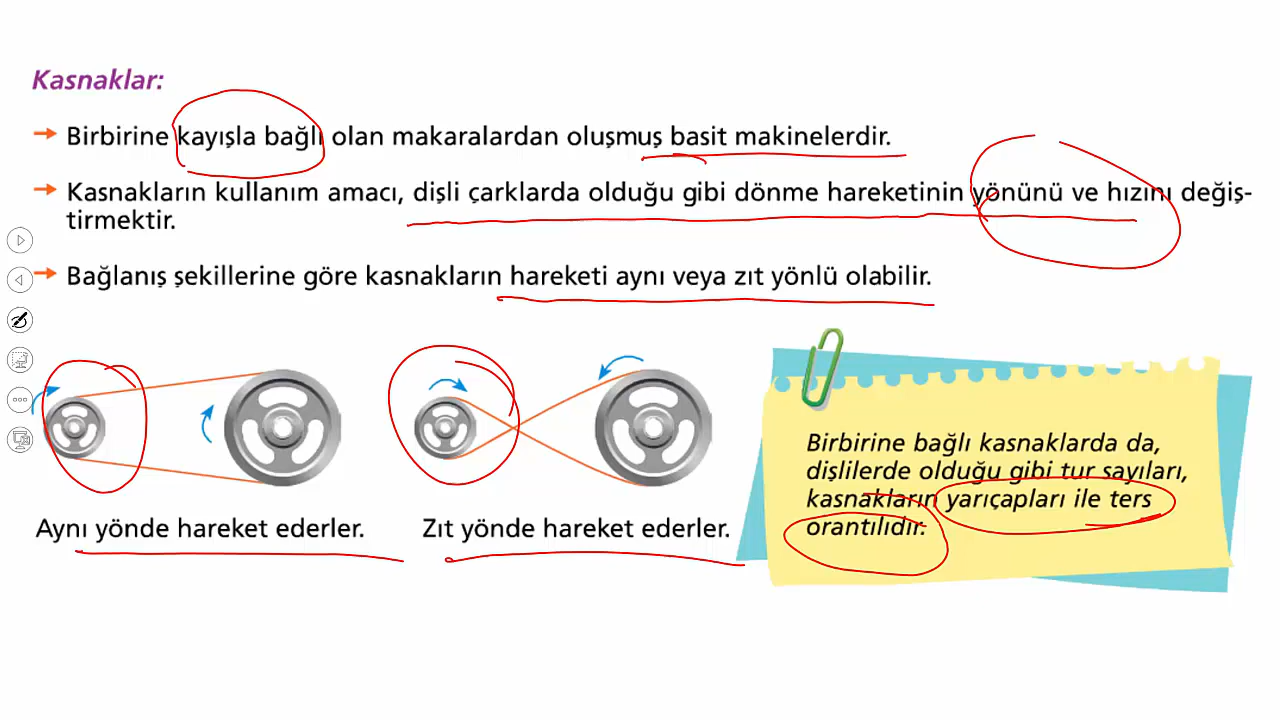 Kasnaklar:
→ Birbirine kayışla bağlı olan makaralardan oluşmuş basit makinelerdir.
→ Kasnakların kullanım amacı, dişli çarklarda olduğu gibi dönme hareketinin yönünü ve hızını değiş-
tirmektir.
→ Bağlanış şekillerine göre kasnakların hareketi aynı veya zıt yönlü olabilir.
Aynı yönde hareket ederler.
Zıt yönde hareket ederler.
Birbirine bağlı kasnaklarda da,
dişlilerde olduğu gibi tur sayıları,
kasnakların yarıçapları ile ters
orantılıdır.